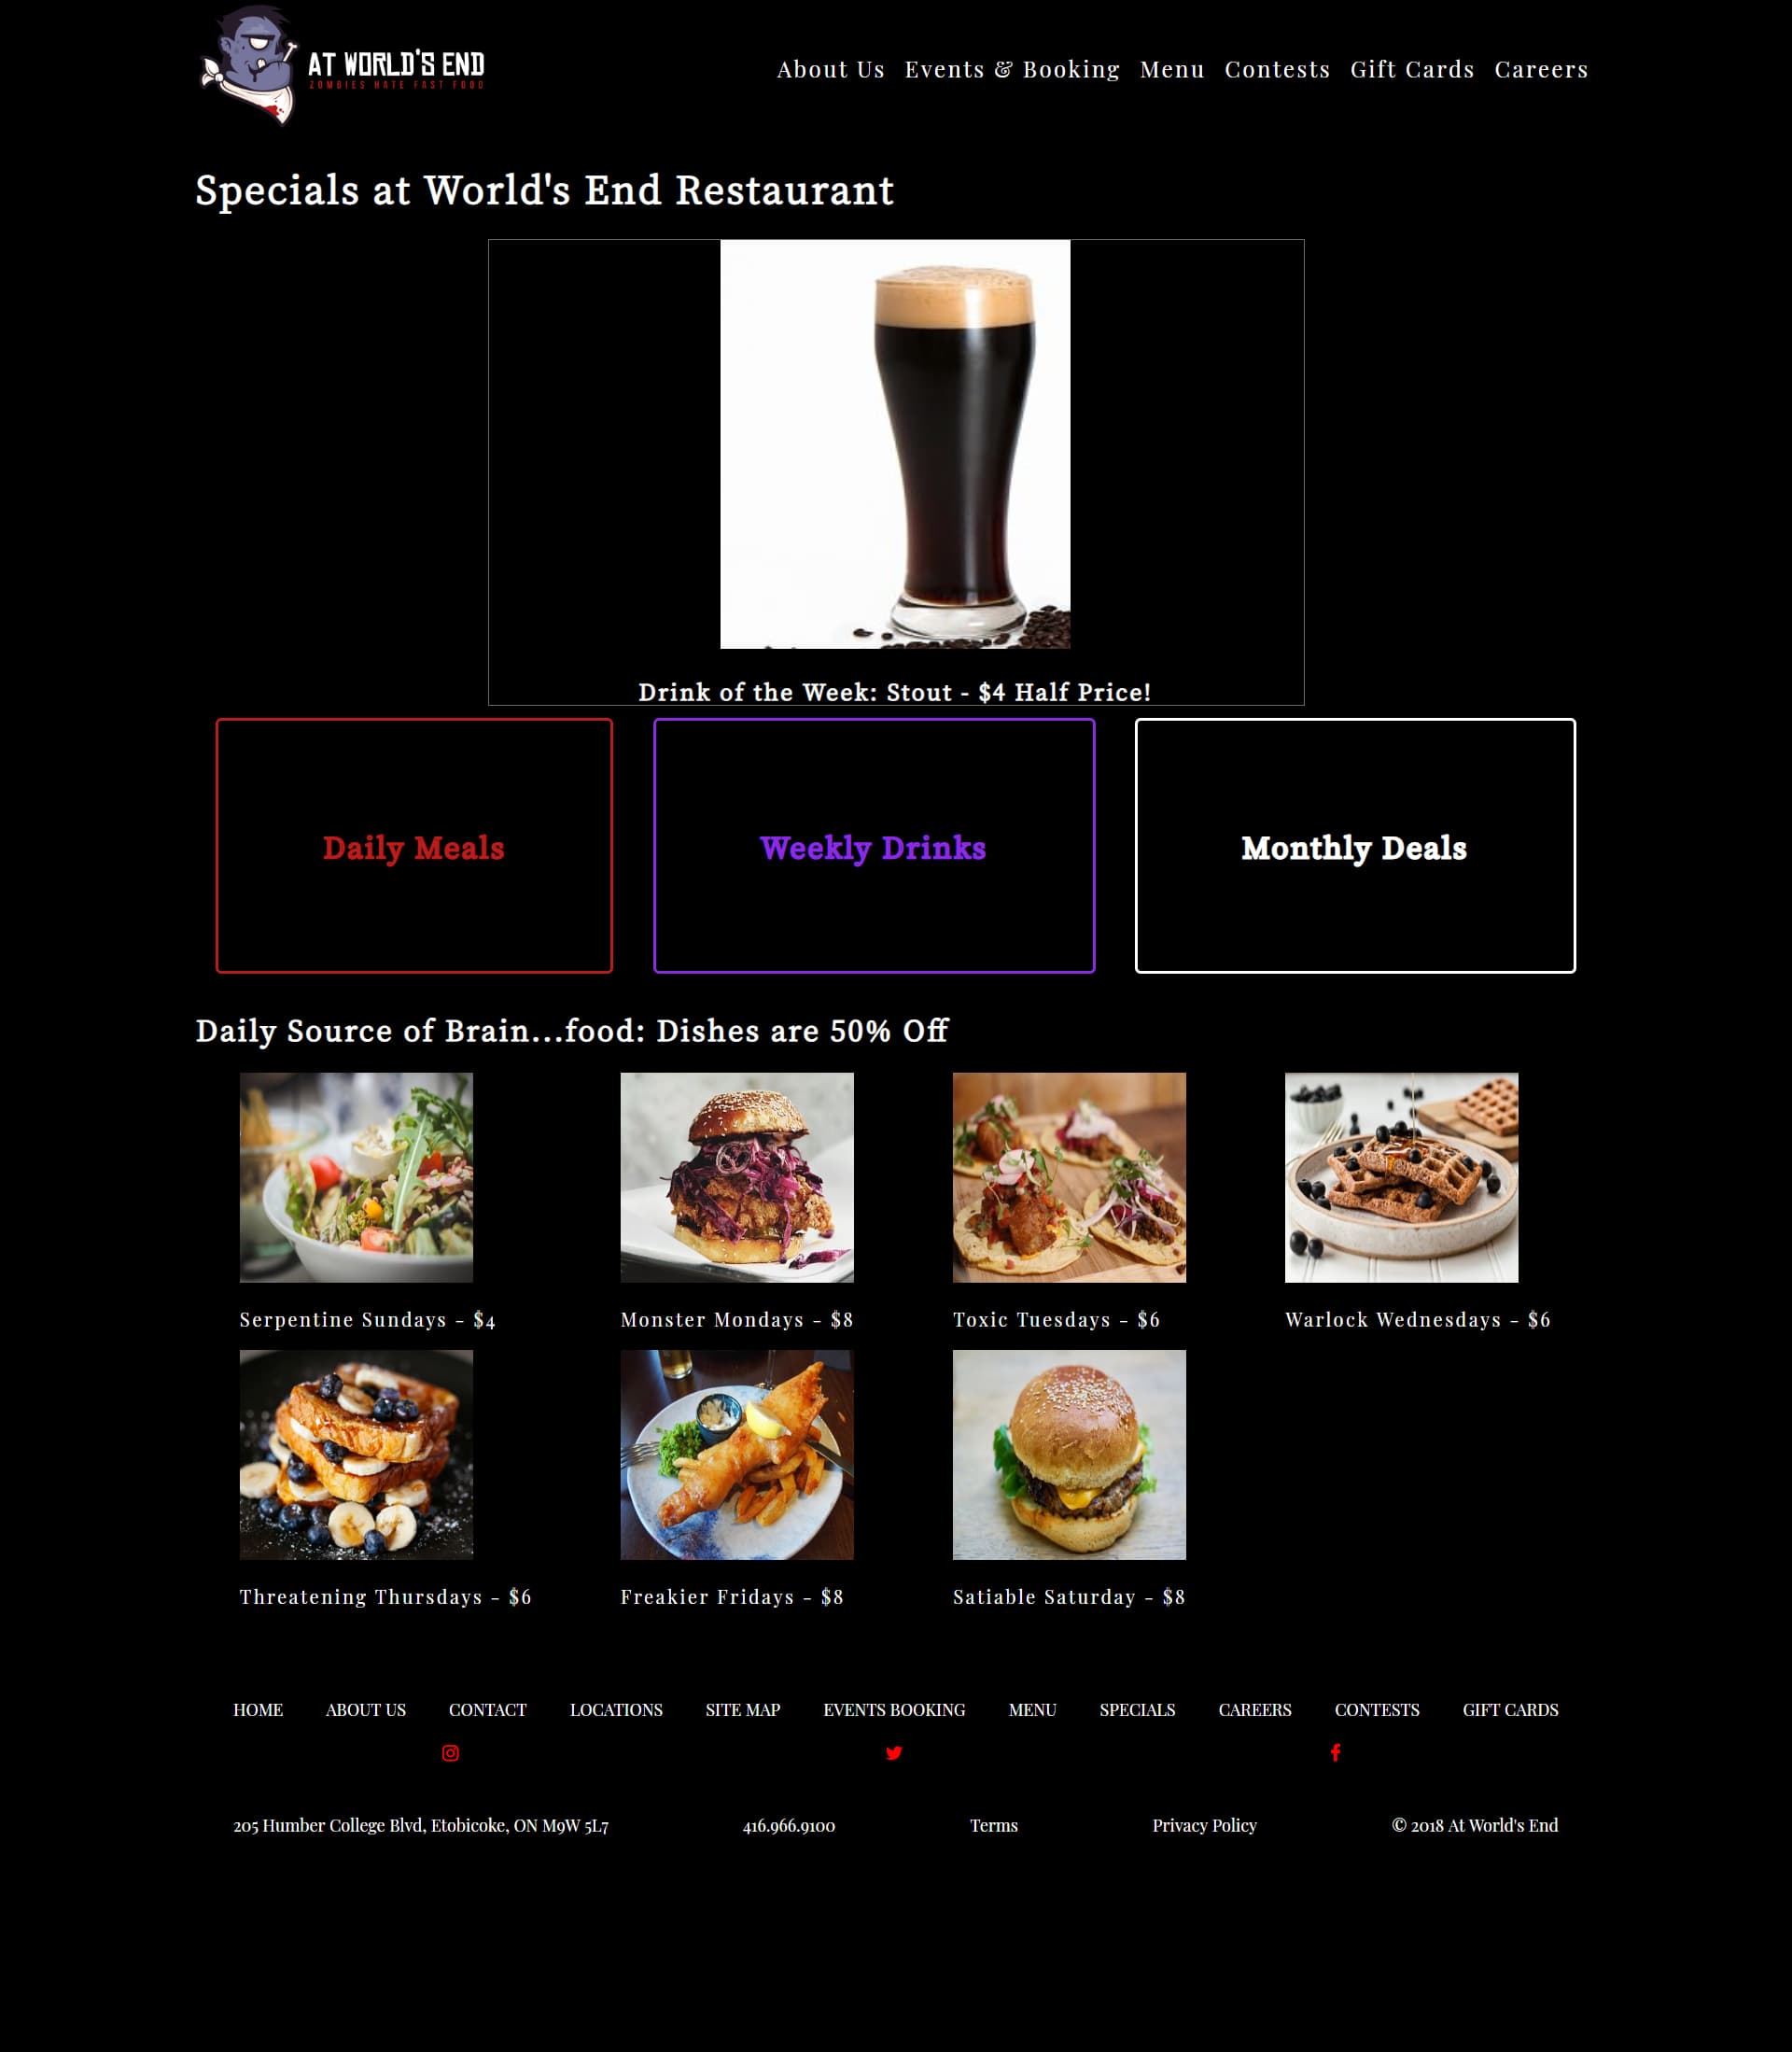 AT WORLD'S END
ZOMBIES HATE FAST FOOD
About Us Events & Booking Menu Contests Gift Cards Careers
Specials at World's End Restaurant
Drink of the Week: Stout - $4 Half Price!
Daily Meals
Weekly Drinks
Monthly Deals
Daily Source of Brain...food: Dishes are 50% Off
Serpentine Sundays - $4
Monster Mondays - $8
Toxic Tuesdays - $6
Warlock Wednesdays - $6
Threatening Thursdays - $6
Freakier Fridays - $8
Satiable Saturday - $8
HOME ABOUT US CONTACT LOCATIONS SITE MAP EVENTS BOOKING MENU SPECIALS CAREERS CONTESTS GIFT CARDS
205 Humber College Blvd, Etobicoke, ON M9W 5L7 416.966.9100 Terms Privacy Policy © 2018 At World's End